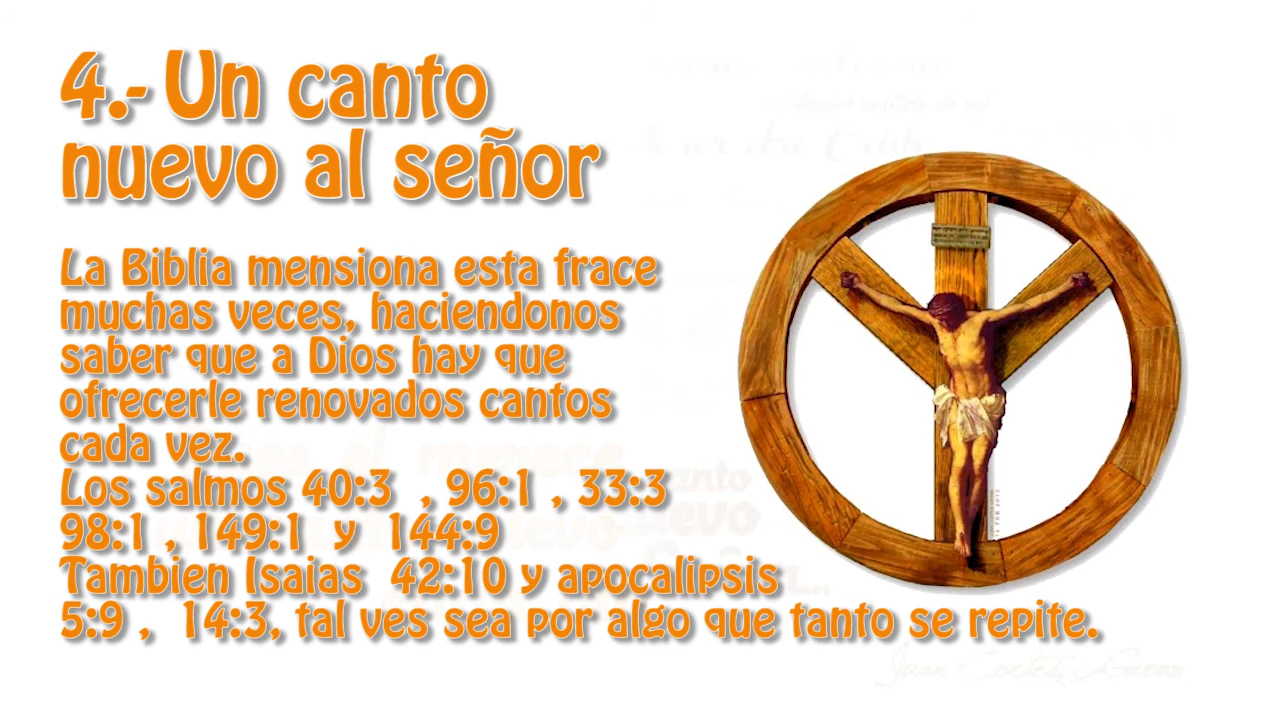 4.- Un canto
nuevo al señor
La Biblia mensiona esta frace
muchas veces, haciendonos
saber que a Dios hay que
ofrecerle renovados cantos
cada vez.
Los salmos 40:3 , 96:1 , 33:3
98:1 , 149:1 y 144:9
Tambien Isaias 42:10 y apocalipsis
5:9 , 14:3, tal ves sea por algo que tanto se repite.